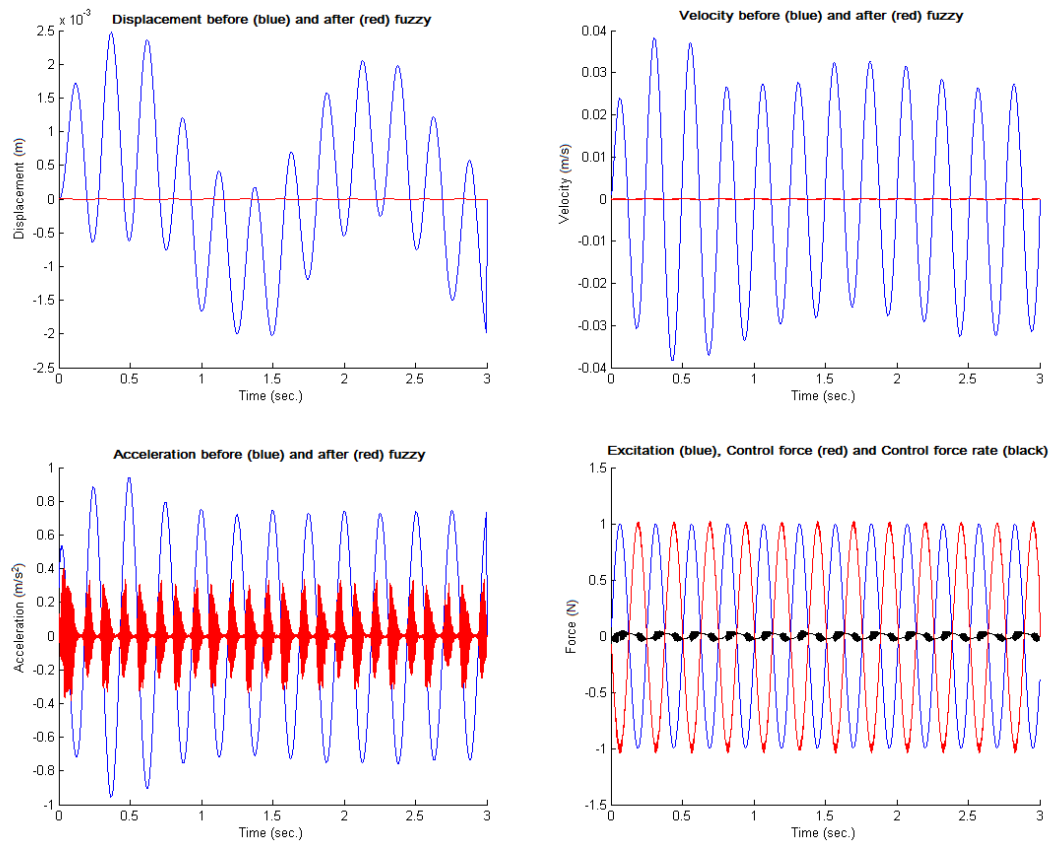 Displacement before (blue) and after (red) fuzzy
x 10⁻³
2.5
2
1.5
1
0.5
0
-0.5
-1
-1.5
-2
-2.5
Displacement (m)
0 0.5 1 1.5 2 2.5 3
Time (sec.)
Velocity before (blue) and after (red) fuzzy
0.04
0.03
0.02
0.01
0
-0.01
-0.02
-0.03
-0.04
Velocity (m/s)
0 0.5 1 1.5 2 2.5 3
Time (sec.)
Acceleration before (blue) and after (red) fuzzy
1
0.8
0.6
0.4
0.2
0
-0.2
-0.4
-0.6
-0.8
-1
Acceleration (m/s²)
0 0.5 1 1.5 2 2.5 3
Time (sec.)
Excitation (blue), Control force (red) and Control force rate (black)
1.5
1
0.5
0
-0.5
-1
-1.5
Force (N)
0 0.5 1 1.5 2 2.5 3
Time (sec.)